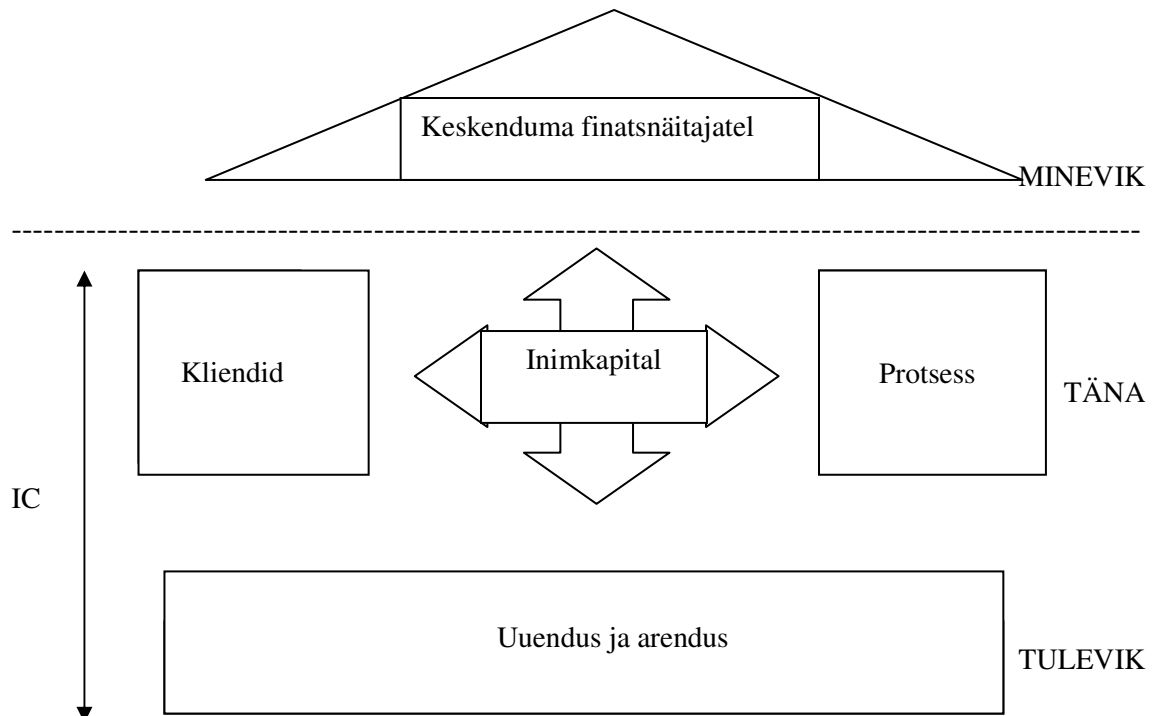 Keskenduma finatsnäitajatel
MINEVIK
Kliendid
Inimkapital
Protsess
TÄNA
IC
Uuendus ja arendus
TULEVIK